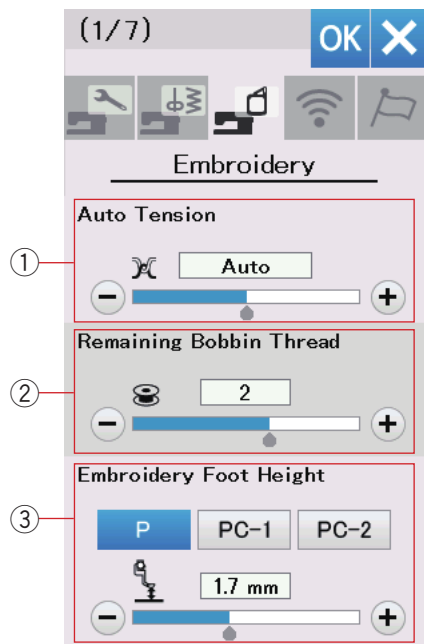 (1/7)
OK
Embroidery
① Auto Tension
Auto
② Remaining Bobbin Thread
2
③ Embroidery Foot Height
P PC-1 PC-2
1.7 mm